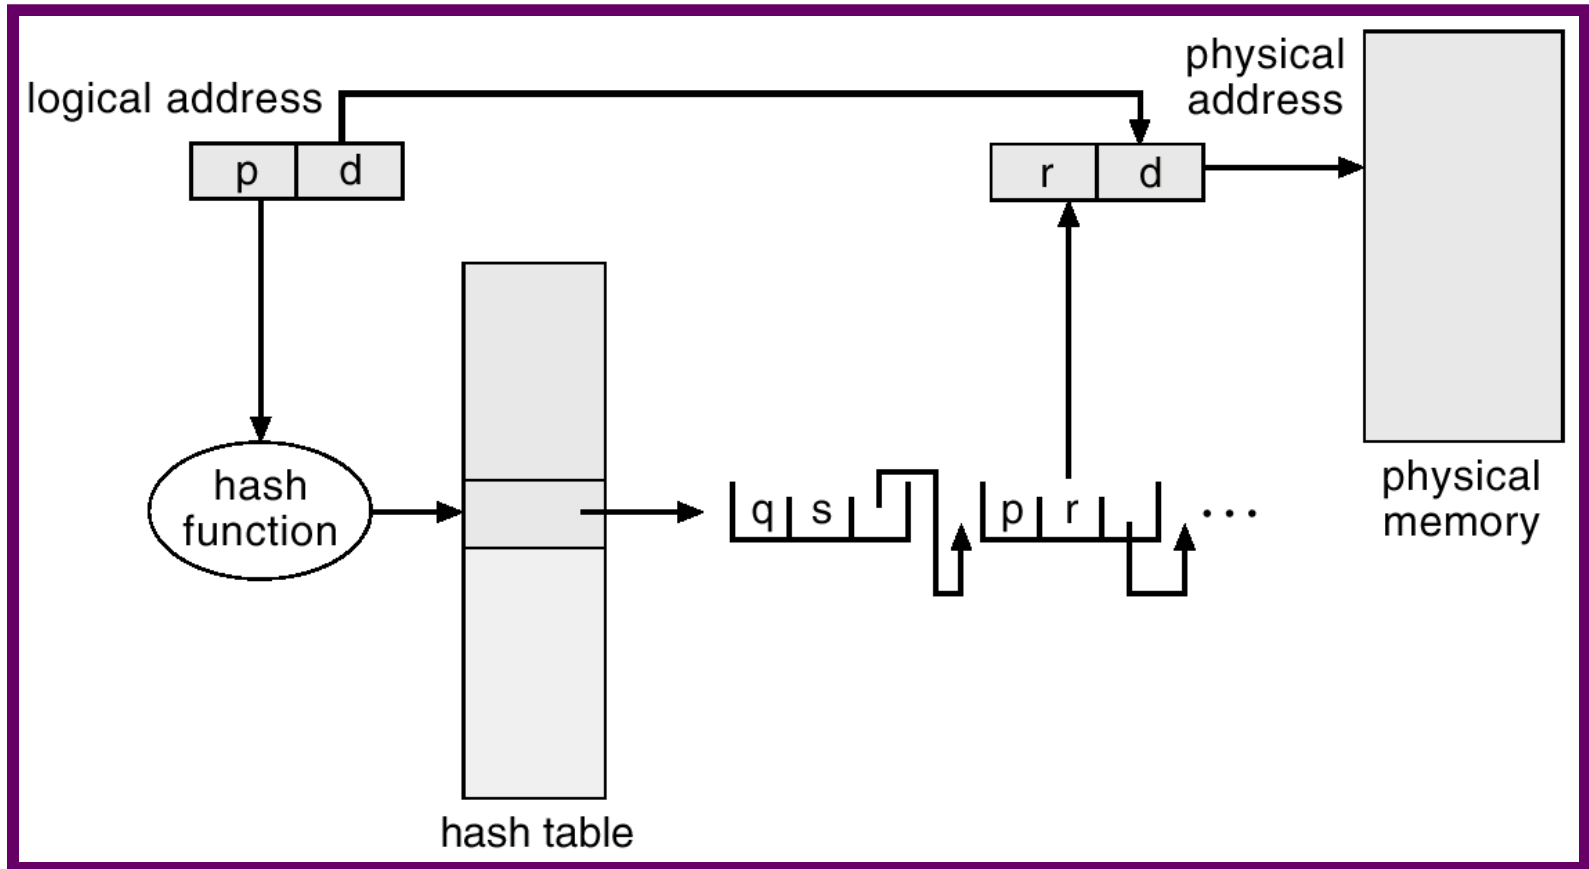 logical address
physical
address
p d
r d
hash
function
q s
p r
...
physical
memory
hash table